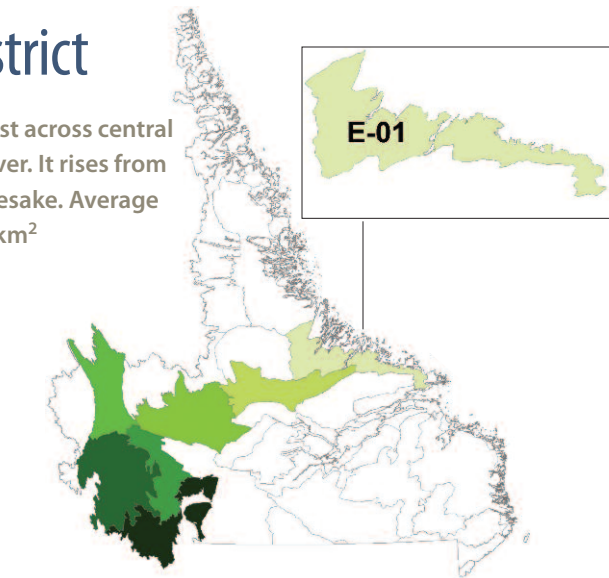 strict
st across central
ver. It rises from
esake. Average
km²
E-01